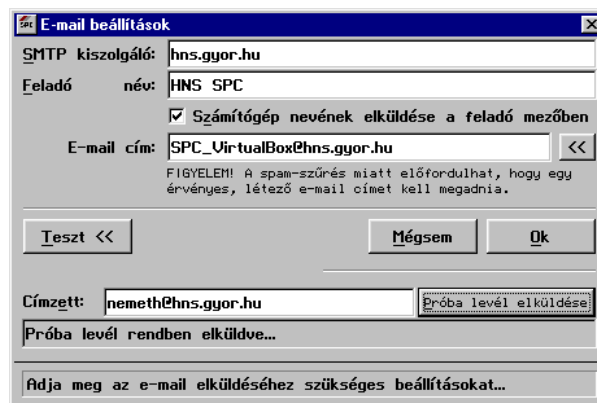 SPC E-mail beállítások
SMTP kiszolgáló: hns.gyor.hu
Feladó név: HNS SPC
Számítógép nevének elküldése a feladó mezőben
E-mail cím: SPC_VirtualBox@hns.gyor.hu <<
FIGYELEM! A spam-szűrés miatt előfordulhat, hogy egy
érvényes, létező e-mail címet kell megadnia.
Teszt << Mégsem Ok
Címzett: nemeth@hns.gyor.hu Próba levél elküldése
Próba levél rendben elküldve...
Adja meg az e-mail elküldéséhez szükséges beállításokat...